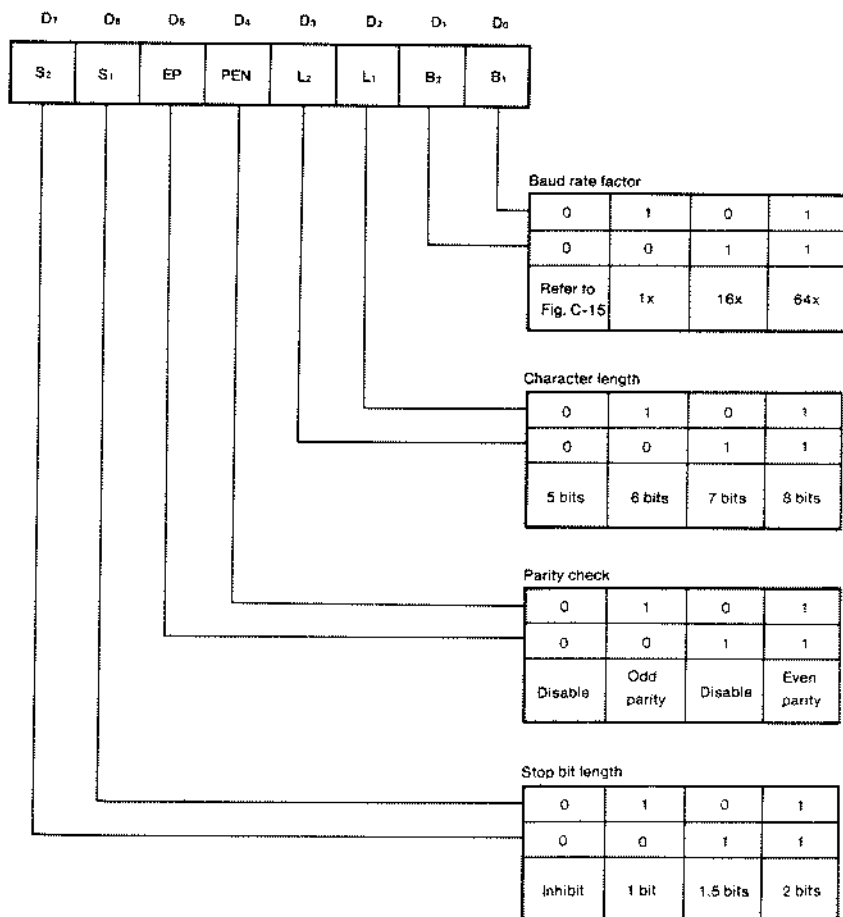 D7 D6 D5 D4 D3 D2 D1 D0
S2 S1 EP PEN L2 L1 B2 B1
Baud rate factor
0 1 0 1
0 0 1 1
Refer to Fig. C-15 1x 16x 64x
Character length
0 1 0 1
0 0 1 1
5 bits 6 bits 7 bits 8 bits
Parity check
0 1 0 1
0 0 1 1
Disable Odd parity Disable Even parity
Stop bit length
0 1 0 1
0 0 1 1
Inhibit 1 bit 1.5 bits 2 bits